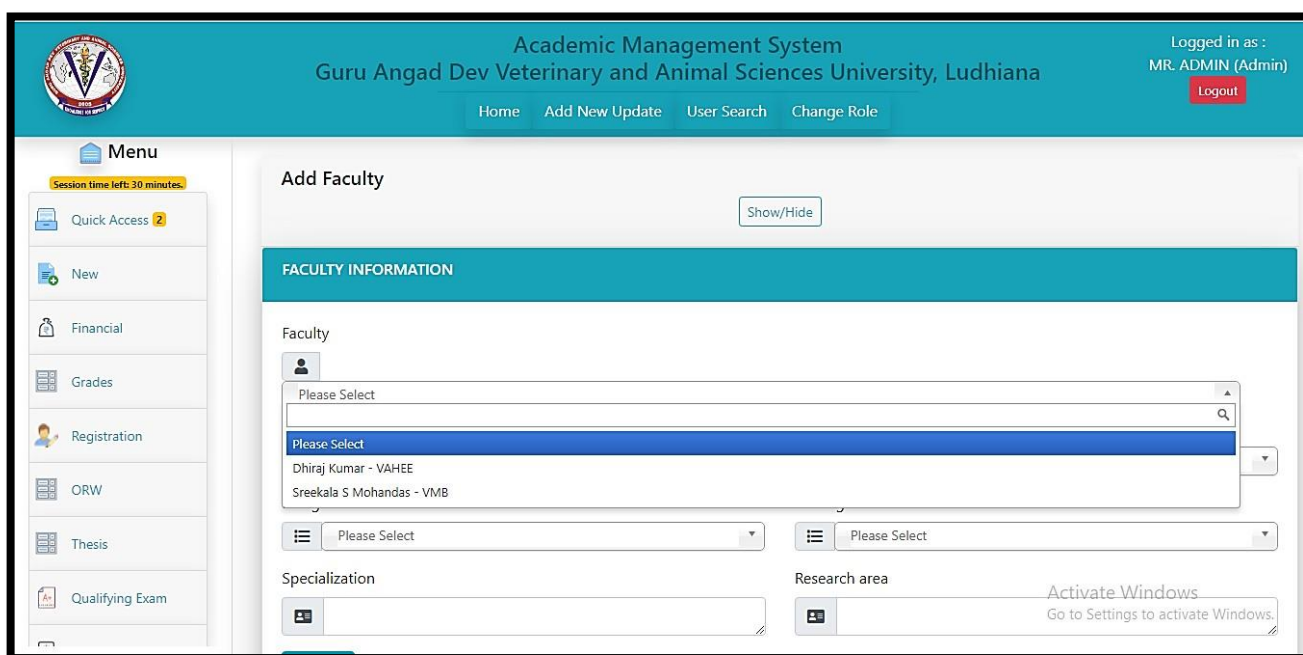 Academic Management System
Guru Angad Dev Veterinary and Animal Sciences University, Ludhiana
Logged in as :
MR. ADMIN (Admin)
Logout
Home Add New Update User Search Change Role
Menu
Session time left: 30 minutes.
Quick Access 2
New
Financial
Grades
Registration
ORW
Thesis
Qualifying Exam
Add Faculty
Show/Hide
FACULTY INFORMATION
Faculty
Please Select
Please Select
Dhiraj Kumar - VAHEE
Sreekala S Mohandas - VMB
Please Select Please Select
Specialization Research area
Activate Windows
Go to Settings to activate Windows.